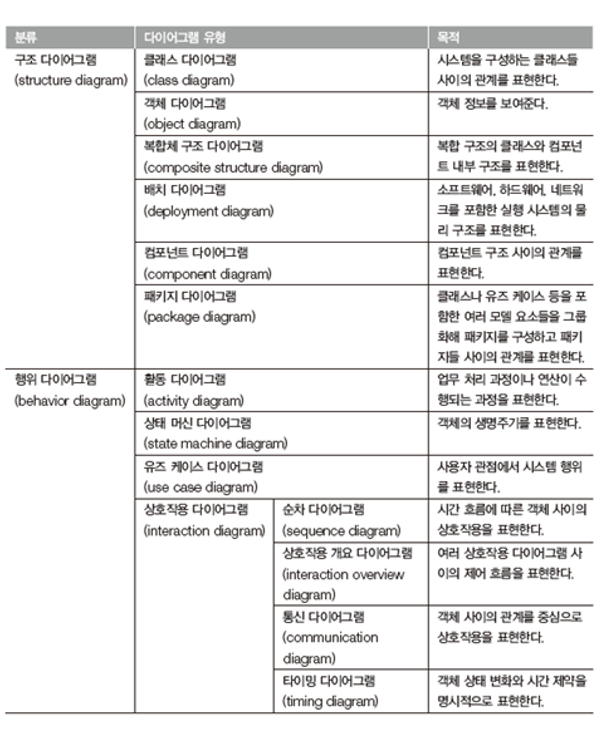 분류 다이어그램 유형 목적
구조 다이어그램
(structure diagram)
클래스 다이어그램
(class diagram)
시스템을 구성하는 클래스들
사이의 관계를 표현한다.
객체 다이어그램
(object diagram)
객체 정보를 보여준다.
복합체 구조 다이어그램
(composite structure diagram)
복합 구조의 클래스와 컴포넌
트 내부 구조를 표현한다.
배치 다이어그램
(deployment diagram)
소프트웨어, 하드웨어, 네트워
크를 포함한 실행 시스템의 물
리 구조를 표현한다.
컴포넌트 다이어그램
(component diagram)
컴포넌트 구조 사이의 관계를
표현한다.
패키지 다이어그램
(package diagram)
클래스나 유즈 케이스 등을 포
함한 여러 모델 요소들을 그룹
화해 패키지를 구성하고 패키
지들 사이의 관계를 표현한다.
행위 다이어그램
(behavior diagram)
활동 다이어그램
(activity diagram)
업무 처리 과정이나 연산이 수
행되는 과정을 표현한다.
상태 머신 다이어그램
(state machine diagram)
객체의 생명주기를 표현한다.
유즈 케이스 다이어그램
(use case diagram)
사용자 관점에서 시스템 행위
를 표현한다.
상호작용 다이어그램
(interaction diagram)
순차 다이어그램
(sequence diagram)
시간 흐름에 따른 객체 사이의
상호작용을 표현한다.
상호작용 개요 다이어그램
(interaction overview
diagram)
여러 상호작용 다이어그램 사
이의 제어 흐름을 표현한다.
통신 다이어그램
(communication
diagram)
객체 사이의 관계를 중심으로
상호작용을 표현한다.
타이밍 다이어그램
(timing diagram)
객체 상태 변화와 시간 제약을
명시적으로 표현한다.